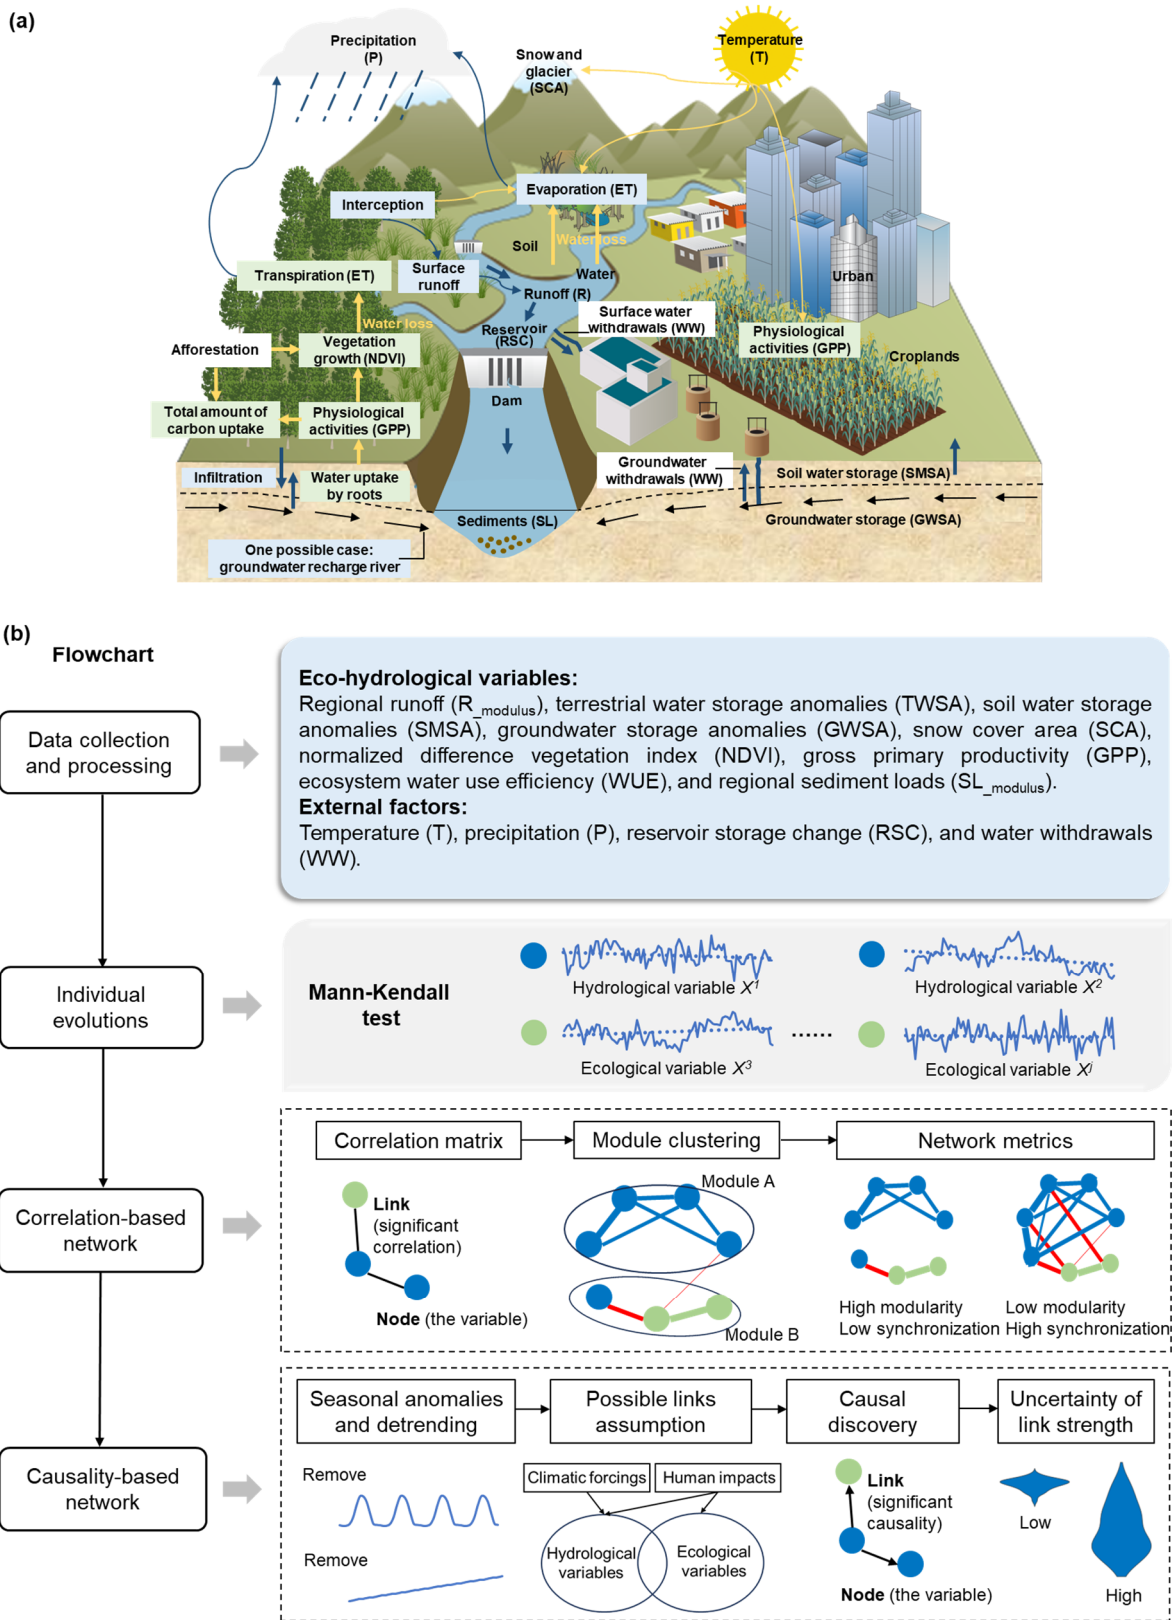 (a)
Precipitation
(P)
Snow and
glacier
(SCA)
Temperature
(T)
Interception
Evaporation (ET)
Soil
Water loss
Water
Transpiration (ET)
Surface
runoff
Runoff (R)
Urban
Water loss
Reservoir
(RSC)
Surface water
withdrawals (WW)
Physiological
activities (GPP)
Croplands
Afforestation
Vegetation
growth (NDVI)
Dam
Total amount of
carbon uptake
Physiological
activities (GPP)
Infiltration
Water uptake
by roots
Groundwater
withdrawals (WW)
Soil water storage (SMSA)
Sediments (SL)
Groundwater storage (GWSA)
One possible case:
groundwater recharge river
(b)
Flowchart
Data collection
and processing
Eco-hydrological variables:
Regional runoff (R_modulus), terrestrial water storage anomalies (TWSA), soil water storage
anomalies (SMSA), groundwater storage anomalies (GWSA), snow cover area (SCA),
normalized difference vegetation index (NDVI), gross primary productivity (GPP),
ecosystem water use efficiency (WUE), and regional sediment loads (SL_modulus).
External factors:
Temperature (T), precipitation (P), reservoir storage change (RSC), and water withdrawals
(WW).
Individual
evolutions
Mann-Kendall
test
Hydrological variable X¹
Hydrological variable X²
Ecological variable X³
......
Ecological variable Xʲ
Correlation-based
network
Correlation matrix
Module clustering
Network metrics
Link
(significant
correlation)
Node (the variable)
Module A
Module B
High modularity
Low synchronization
Low modularity
High synchronization
Causality-based
network
Seasonal anomalies
and detrending
Possible links
assumption
Causal
discovery
Uncertainty of
link strength
Remove
Remove
Climatic forcings
Human impacts
Hydrological
variables
Ecological
variables
Link
(significant
causality)
Node (the variable)
Low
High